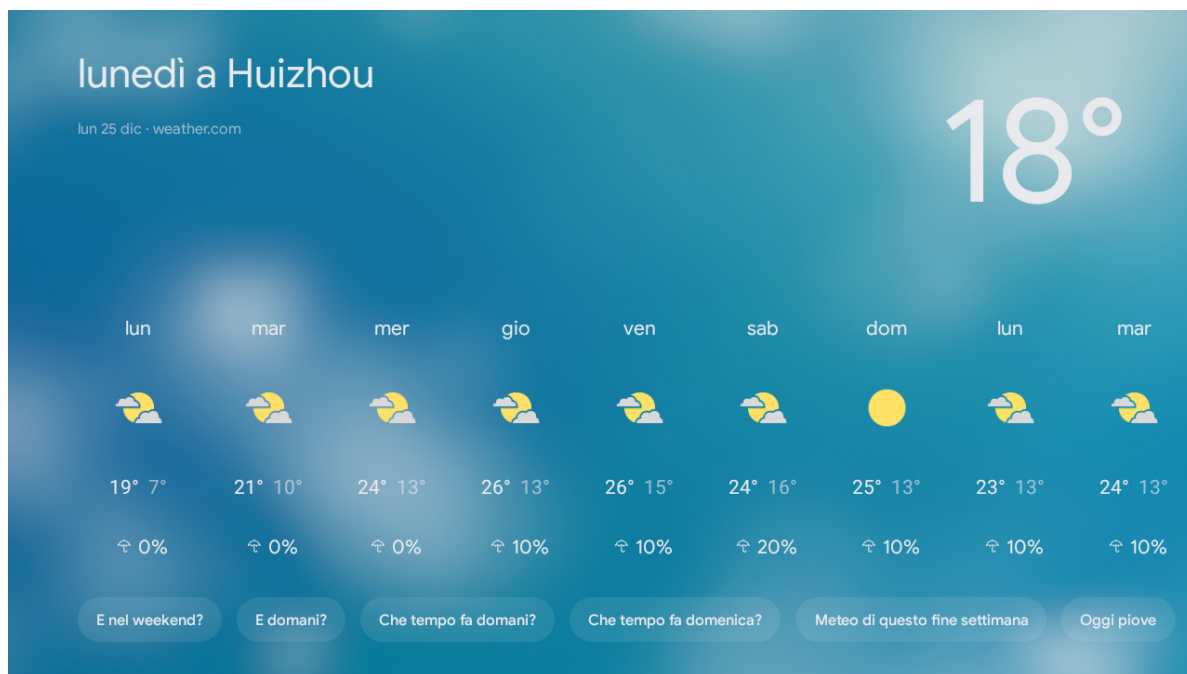 lunedì a Huizhou
18°
lun 25 dic · weather.com
lun mar mer gio ven sab dom lun mar
19° 7° 21° 10° 24° 13° 26° 13° 26° 15° 24° 16° 25° 13° 23° 13° 24° 13°
0% 0% 0% 10% 10% 20% 10% 10% 10%
E nel weekend? E domani? Che tempo fa domani? Che tempo fa domenica? Meteo di questo fine settimana Oggi piove